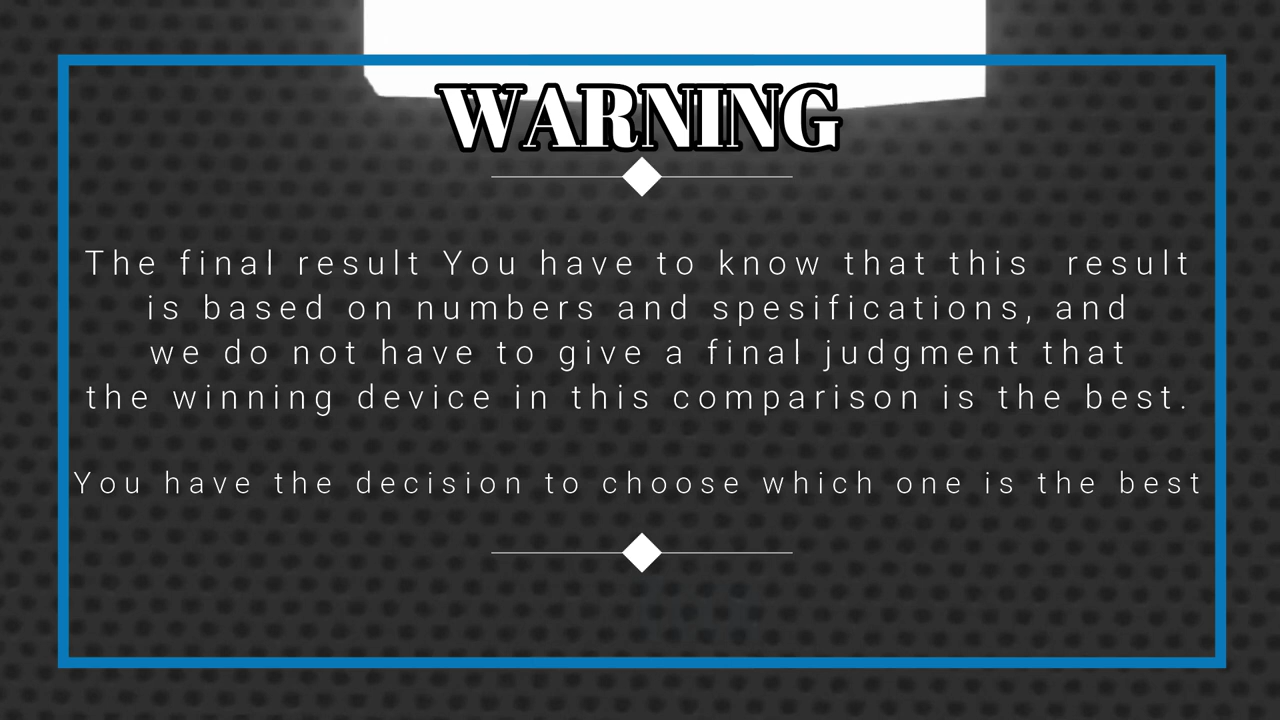 WARNING
The final result You have to know that this result
is based on numbers and spesifications, and
we do not have to give a final judgment that
the winning device in this comparison is the best.
You have the decision to choose which one is the best